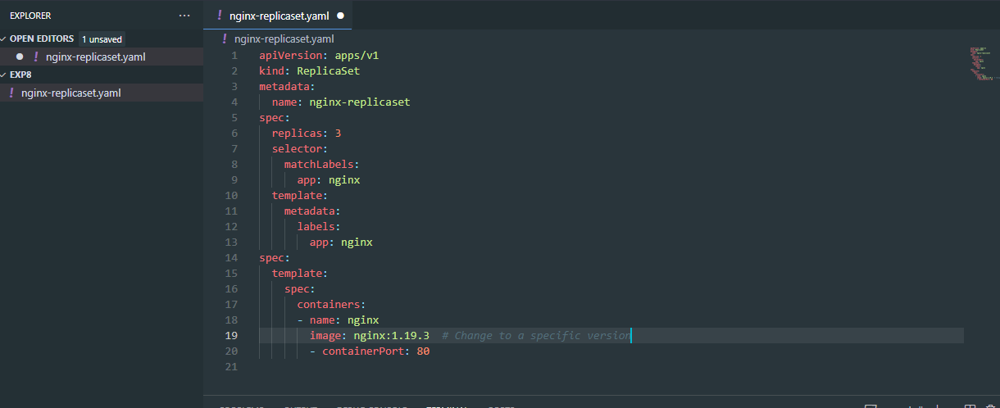 EXPLORER ...
OPEN EDITORS 1 unsaved
nginx-replicaset.yaml
EXP8
nginx-replicaset.yaml
nginx-replicaset.yaml
nginx-replicaset.yaml
1 apiVersion: apps/v1
2 kind: ReplicaSet
3 metadata:
4   name: nginx-replicaset
5 spec:
6   replicas: 3
7   selector:
8     matchLabels:
9       app: nginx
10   template:
11     metadata:
12       labels:
13         app: nginx
14 spec:
15   template:
16     spec:
17       containers:
18       - name: nginx
19         image: nginx:1.19.3  # Change to a specific version
20         - containerPort: 80
21